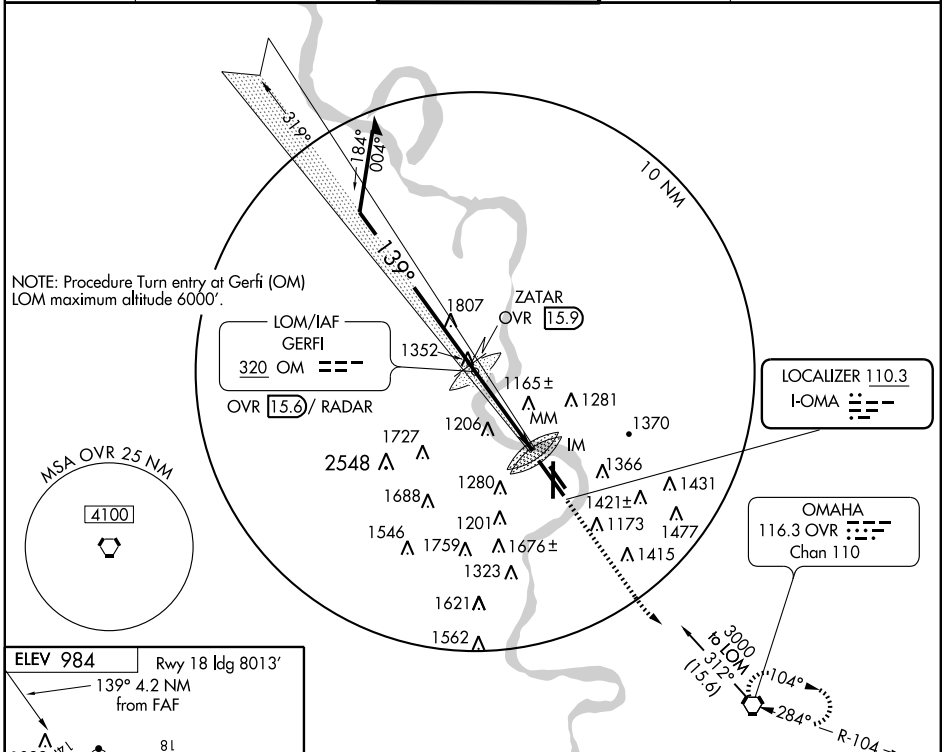 319°
184°
004°
10 NM
139°
NOTE: Procedure Turn entry at Gerfi (OM)
LOM maximum altitude 6000'.
1807
ZATAR
OVR 15.9
LOM/IAF
GERFI
320 OM
OVR 15.6/ RADAR
1352
1165 ±
1281
MM
IM
1206
1370
LOCALIZER 110.3
I-OMA
1727
2548
1366
1280
1431
1688
1421±
MSA OVR 25 NM
4100
1201
1173
1477
1546
1759
1676 ±
1415
1323
OMAHA
116.3 OVR
Chan 110
1621
1562
3000
to LOM
312°
(15.6)
104°
284°
R-104
ELEV 984
Rwy 18 ldg 8013'
139° 4.2 NM
from FAF
18